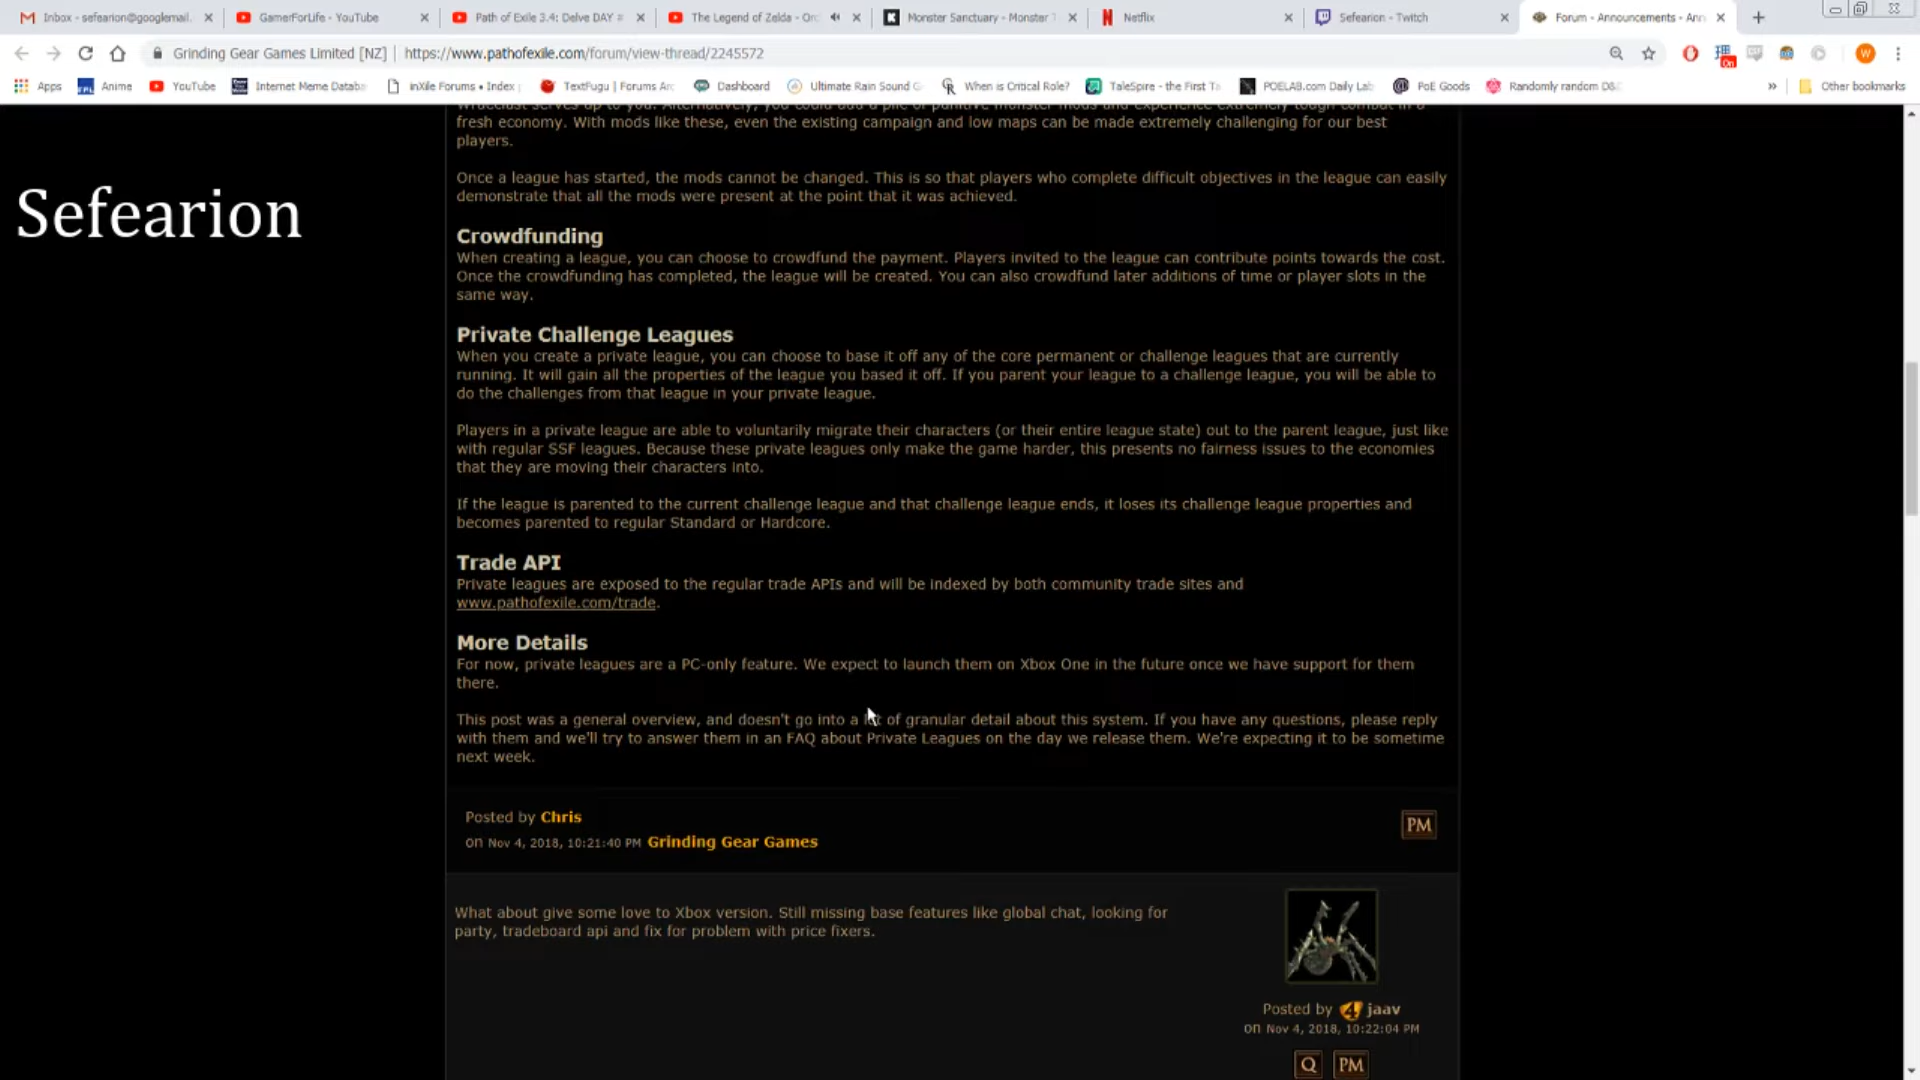 Inbox - sefearion@googlemail.
GamerForLife - YouTube
Path of Exile 3.4: Delve DAY #
The Legend of Zelda - Oc
Monster Sanctuary - Monster T
Netflix
Sefearion - Twitch
Forum - Announcements - Ann
Grinding Gear Games Limited [NZ] | https://www.pathofexile.com/forum/view-thread/2245572
W
Apps
Anime
YouTube
Internet Meme Databa
inXile Forums • Index
TextFugu | Forums Arc
Dashboard
Ultimate Rain Sound G
When is Critical Role?
TaleSpire - the First Ta
POELAB.com Daily Lab
PoE Goods
Randomly random D&D
Other bookmarks
Sefearion
Wraeclast serves up to you. Alternatively, you could add a pile of punitive monster mods and experience extremely tough combat in a
fresh economy. With mods like these, even the existing campaign and low maps can be made extremely challenging for our best
players.
Once a league has started, the mods cannot be changed. This is so that players who complete difficult objectives in the league can easily
demonstrate that all the mods were present at the point that it was achieved.
Crowdfunding
When creating a league, you can choose to crowdfund the payment. Players invited to the league can contribute points towards the cost.
Once the crowdfunding has completed, the league will be created. You can also crowdfund later additions of time or player slots in the
same way.
Private Challenge Leagues
When you create a private league, you can choose to base it off any of the core permanent or challenge leagues that are currently
running. It will gain all the properties of the league you based it off. If you parent your league to a challenge league, you will be able to
do the challenges from that league in your private league.
Players in a private league are able to voluntarily migrate their characters (or their entire league state) out to the parent league, just like
with regular SSF leagues. Because these private leagues only make the game harder, this presents no fairness issues to the economies
that they are moving their characters into.
If the league is parented to the current challenge league and that challenge league ends, it loses its challenge league properties and
becomes parented to regular Standard or Hardcore.
Trade API
Private leagues are exposed to the regular trade APIs and will be indexed by both community trade sites and
www.pathofexile.com/trade.
More Details
For now, private leagues are a PC-only feature. We expect to launch them on Xbox One in the future once we have support for them
there.
This post was a general overview, and doesn't go into a lot of granular detail about this system. If you have any questions, please reply
with them and we'll try to answer them in an FAQ about Private Leagues on the day we release them. We're expecting it to be sometime
next week.
Posted by Chris
on Nov 4, 2018, 10:21:40 PM Grinding Gear Games
PM
What about give some love to Xbox version. Still missing base features like global chat, looking for
party, tradeboard api and fix for problem with price fixers.
Posted by 4 jaav
on Nov 4, 2018, 10:22:04 PM
Q PM